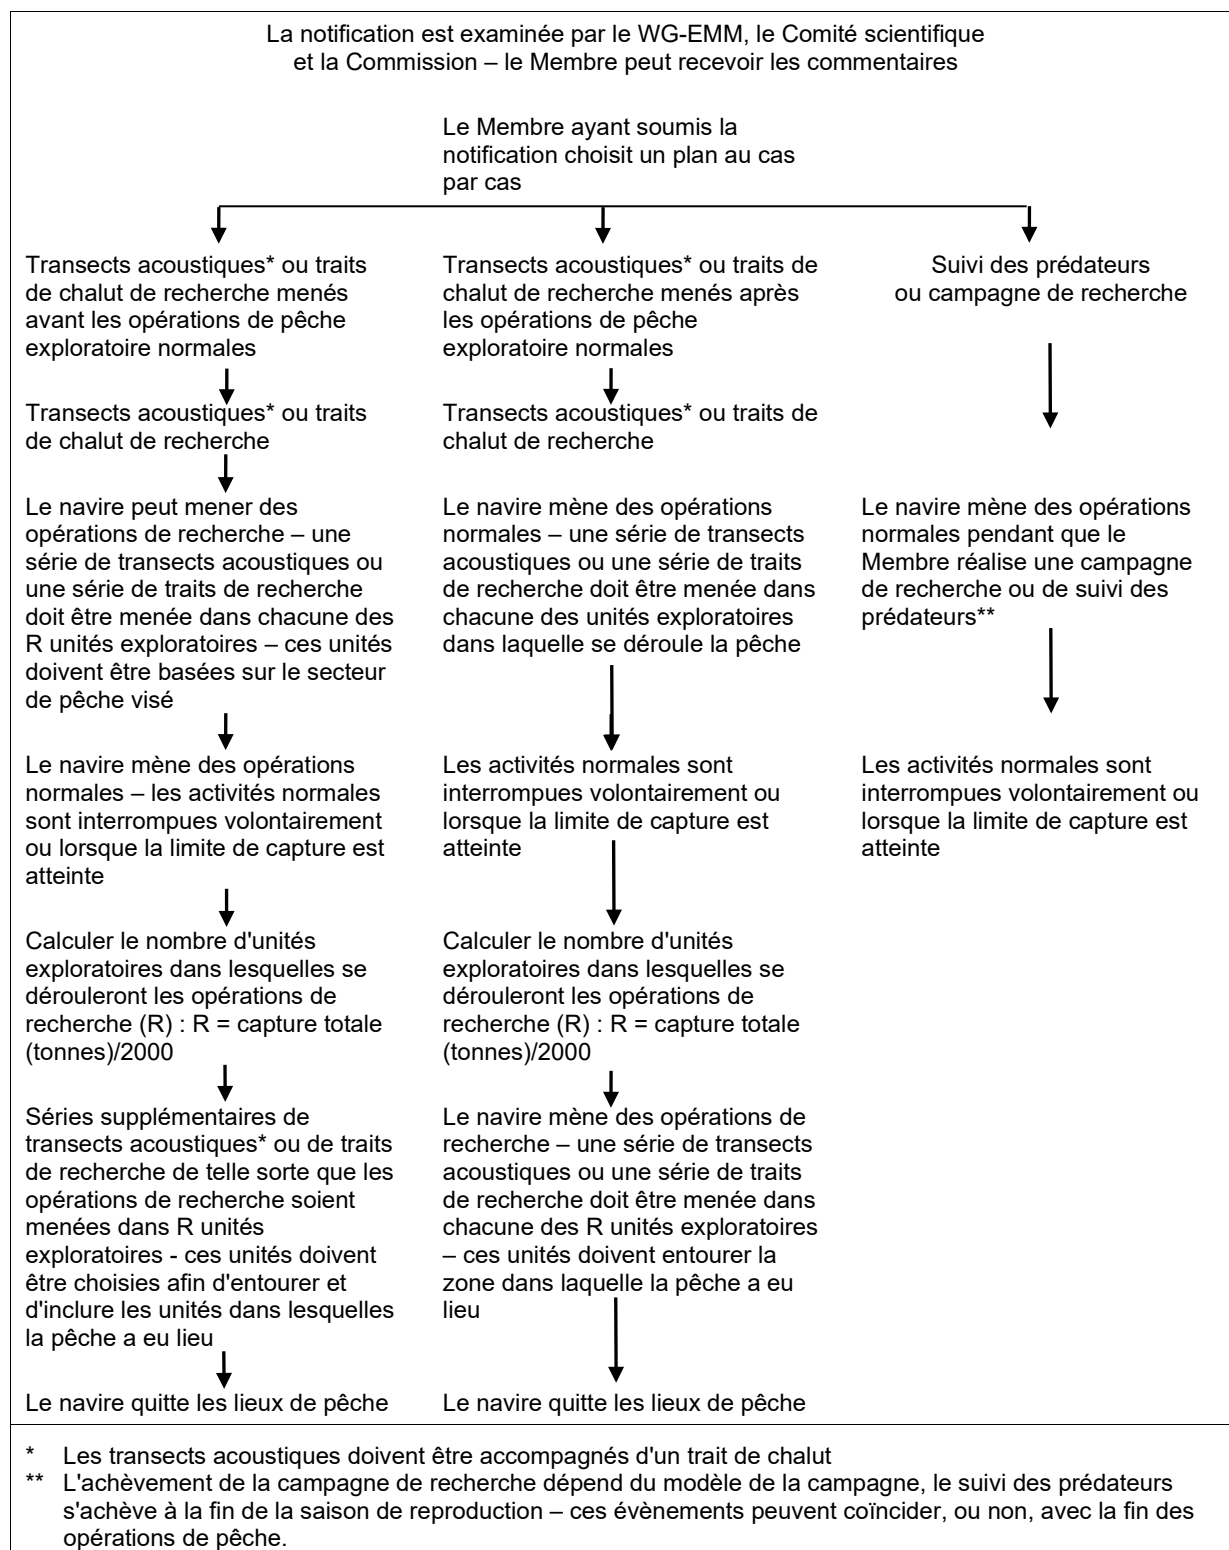 La notification est examinée par le WG-EMM, le Comité scientifique
et la Commission – le Membre peut recevoir les commentaires
Le Membre ayant soumis la
notification choisit un plan au cas
par cas
Transects acoustiques* ou traits
de chalut de recherche menés
avant les opérations de pêche
exploratoire normales
Transects acoustiques* ou traits
de chalut de recherche
Le navire peut mener des
opérations de recherche – une
série de transects acoustiques ou
une série de traits de recherche
doit être menée dans chacune des
R unités exploratoires – ces unités
doivent être basées sur le secteur
de pêche visé
Le navire mène des opérations
normales – les activités normales
sont interrompues volontairement
ou lorsque la limite de capture est
atteinte
Calculer le nombre d'unités
exploratoires dans lesquelles se
dérouleront les opérations de
recherche (R) : R = capture totale
(tonnes)/2000
Séries supplémentaires de
transects acoustiques* ou de traits
de recherche de telle sorte que les
opérations de recherche soient
menées dans R unités
exploratoires - ces unités doivent
être choisies afin d'entourer et
d'inclure les unités dans lesquelles
la pêche a eu lieu
Le navire quitte les lieux de pêche
Transects acoustiques* ou traits de
chalut de recherche menés après
les opérations de pêche
exploratoire normales
Transects acoustiques* ou traits de
chalut de recherche
Le navire mène des opérations
normales – une série de transects
acoustiques ou une série de traits
de recherche doit être menée dans
chacune des unités exploratoires
dans laquelle se déroule la pêche
Les activités normales sont
interrompues volontairement ou
lorsque la limite de capture est
atteinte
Calculer le nombre d'unités
exploratoires dans lesquelles se
dérouleront les opérations de
recherche (R) : R = capture totale
(tonnes)/2000
Le navire mène des opérations de
recherche – une série de transects
acoustiques ou une série de traits
de recherche doit être menée dans
chacune des R unités exploratoires
– ces unités doivent entourer la
zone dans laquelle la pêche a eu
lieu
Le navire quitte les lieux de pêche
Suivi des prédateurs
ou campagne de recherche
Le navire mène des opérations
normales pendant que le
Membre réalise une campagne
de recherche ou de suivi des
prédateurs**
Les activités normales sont
interrompues volontairement ou
lorsque la limite de capture est
atteinte
* Les transects acoustiques doivent être accompagnés d'un trait de chalut
** L'achèvement de la campagne de recherche dépend du modèle de la campagne, le suivi des prédateurs
s'achève à la fin de la saison de reproduction – ces évènements peuvent coïncider, ou non, avec la fin des
opérations de pêche.